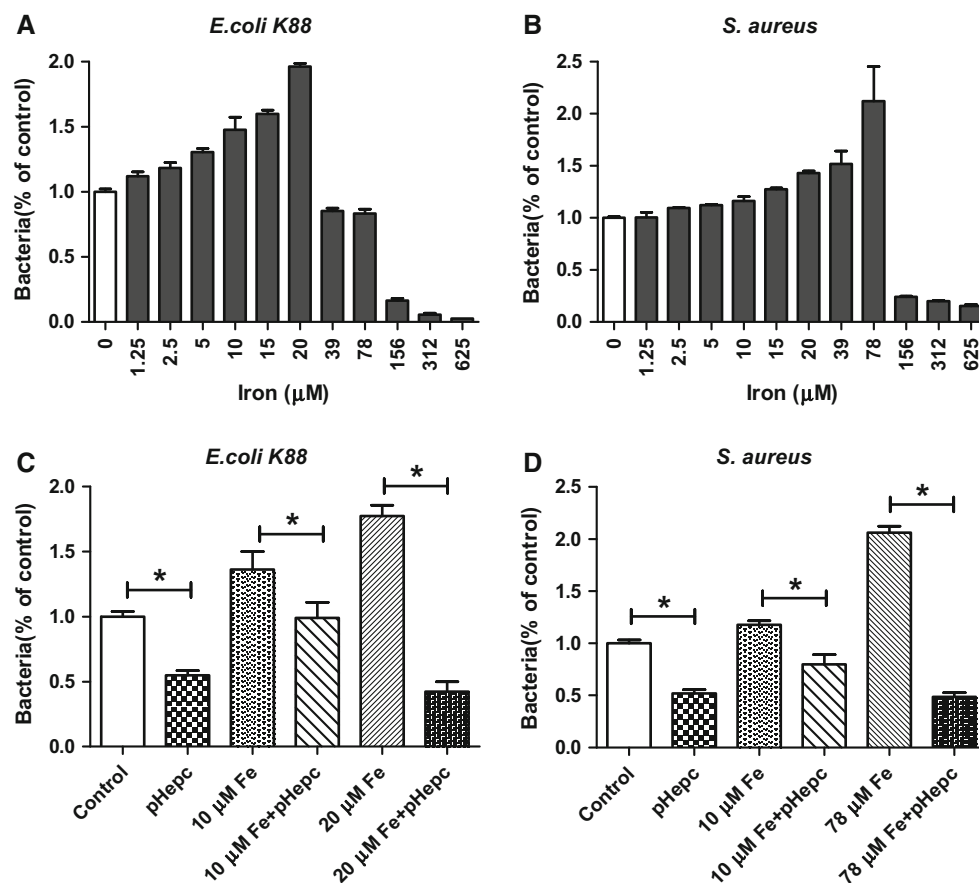 A
E.coli K88
Bacteria(% of control)
2.0
1.5
1.0
0.5
0.0
0
1.25
2.5
5
10
15
20
39
78
156
312
625
Iron (μM)
B
S. aureus
Bacteria(% of control)
2.5
2.0
1.5
1.0
0.5
0.0
0
1.25
2.5
5
10
15
20
39
78
156
312
625
Iron (μM)
C
E.coli K88
Bacteria(% of control)
2.0
1.5
1.0
0.5
0.0
*
*
*
Control
pHepc
10 μM Fe
10 μM Fe+pHepc
20 μM Fe
20 μM Fe+pHepc
D
S. aureus
Bacteria(% of control)
2.5
2.0
1.5
1.0
0.5
0.0
*
*
*
Control
pHepc
10 μM Fe
10 μM Fe+pHepc
78 μM Fe
78 μM Fe+pHepc